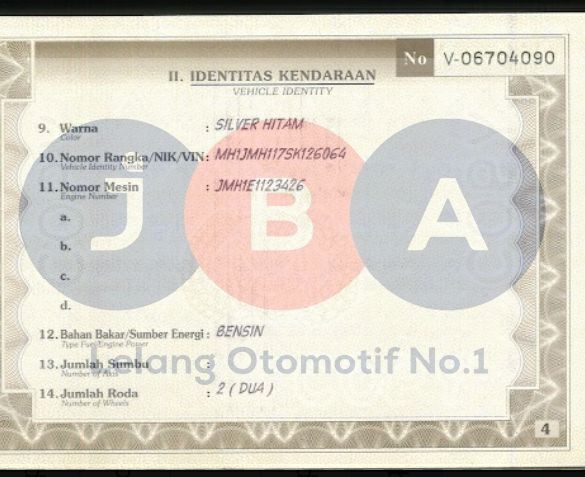 No V-06704090
II. IDENTITAS KENDARAAN
VEHICLE IDENTITY
9. Warna : SILVER HITAM
Color
10. Nomor Rangka/NIK/VIN: MH1JMH117SK126064
Vehicle Identity Number
11. Nomor Mesin : JMH1E1123426
Engine Number
a.
b.
c.
d.
J B A
12. Bahan Bakar/Sumber Energi : BENSIN
Type Fuel/Engine Power
Lelang Otomotif No.1
13. Jumlah Sumbu :
Number of Axis
14. Jumlah Roda : 2 ( DUA )
Number of Wheels
4